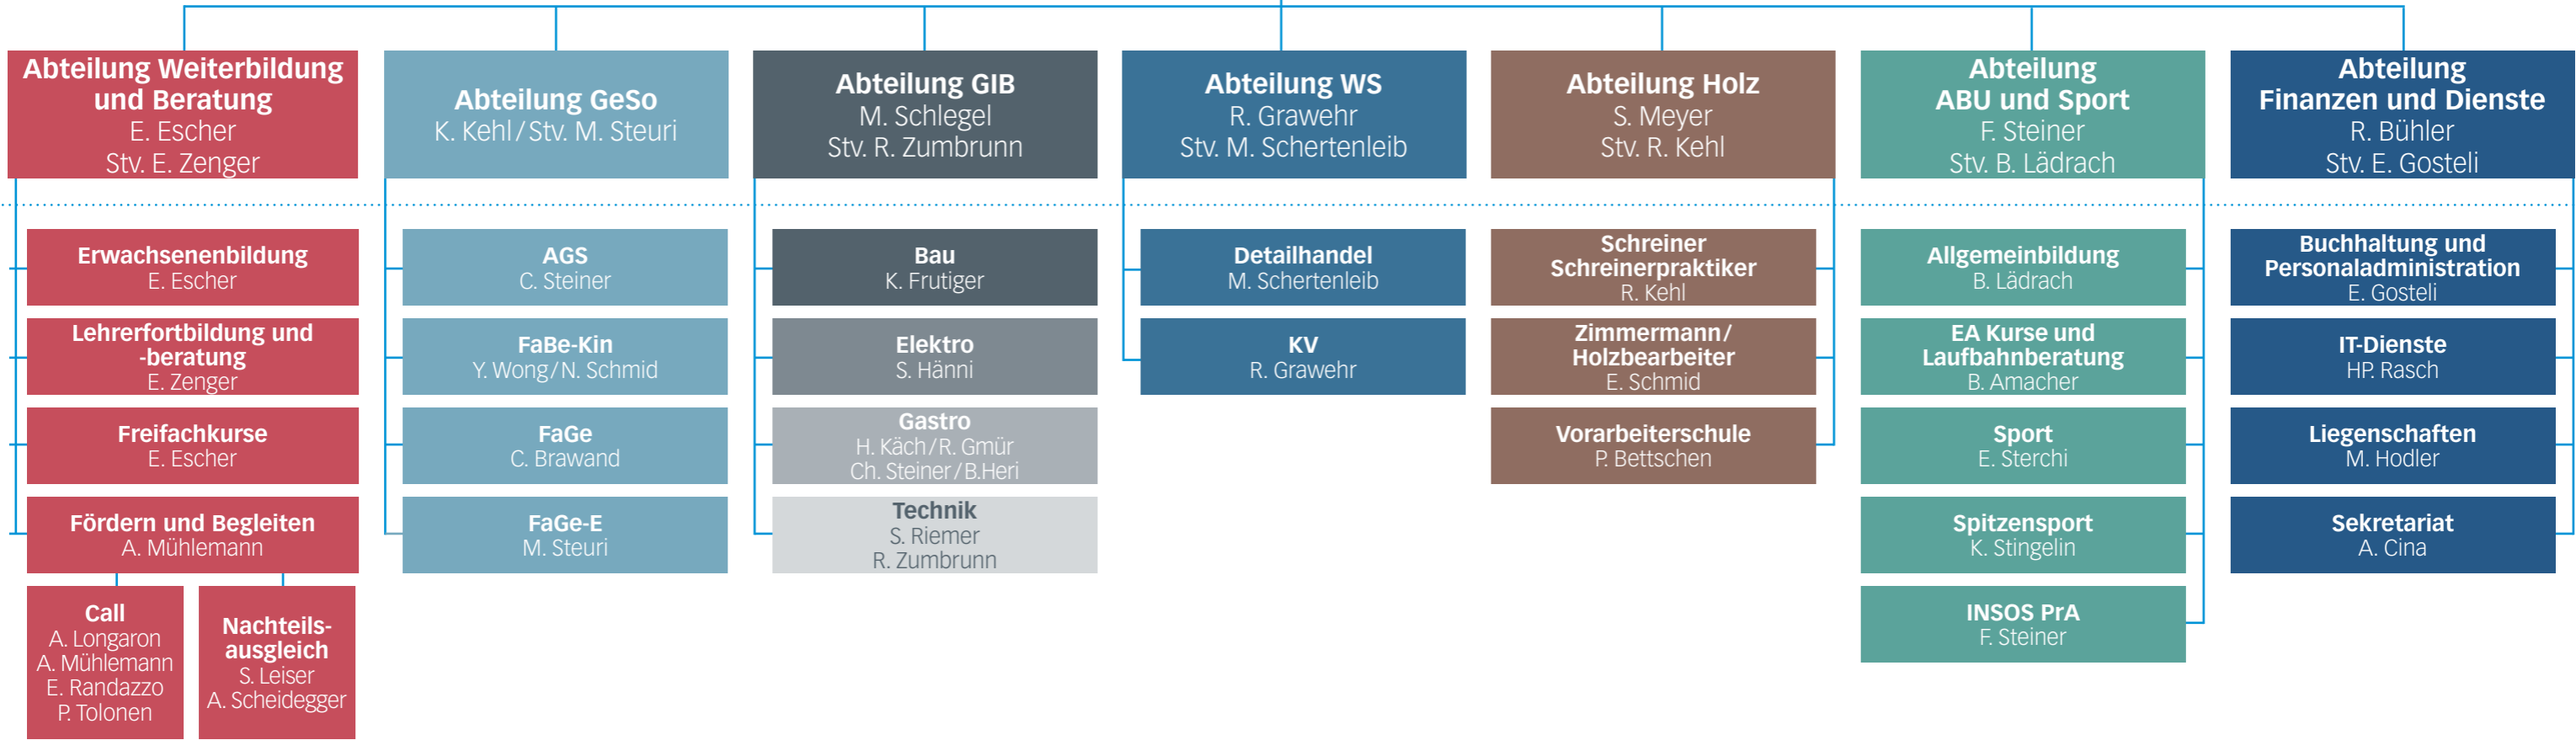 Abteilung Weiterbildung
und Beratung
E. Escher
Stv. E. Zenger
Erwachsenenbildung
E. Escher
Lehrerfortbildung und
-beratung
E. Zenger
Freifachkurse
E. Escher
Fördern und Begleiten
A. Mühlemann
Call
A. Longaron
A. Mühlemann
E. Randazzo
P. Tolonen
Nachteils-
ausgleich
S. Leiser
A. Scheidegger
Abteilung GeSo
K. Kehl/Stv. M. Steuri
AGS
C. Steiner
FaBe-Kin
Y. Wong/N. Schmid
FaGe
C. Brawand
FaGe-E
M. Steuri
Abteilung GIB
M. Schlegel
Stv. R. Zumbrunn
Bau
K. Frutiger
Elektro
S. Hänni
Gastro
H. Käch/R. Gmür
Ch. Steiner/B.Heri
Technik
S. Riemer
R. Zumbrunn
Abteilung WS
R. Grawehr
Stv. M. Schertenleib
Detailhandel
M. Schertenleib
KV
R. Grawehr
Abteilung Holz
S. Meyer
Stv. R. Kehl
Schreiner
Schreinerpraktiker
R. Kehl
Zimmermann/
Holzbearbeiter
E. Schmid
Vorarbeiterschule
P. Bettschen
Abteilung
ABU und Sport
F. Steiner
Stv. B. Lädrach
Allgemeinbildung
B. Lädrach
EA Kurse und
Laufbahnberatung
B. Amacher
Sport
E. Sterchi
Spitzensport
K. Stingelin
INSOS PrA
F. Steiner
Abteilung
Finanzen und Dienste
R. Bühler
Stv. E. Gosteli
Buchhaltung und
Personaladministration
E. Gosteli
IT-Dienste
HP. Rasch
Liegenschaften
M. Hodler
Sekretariat
A. Cina